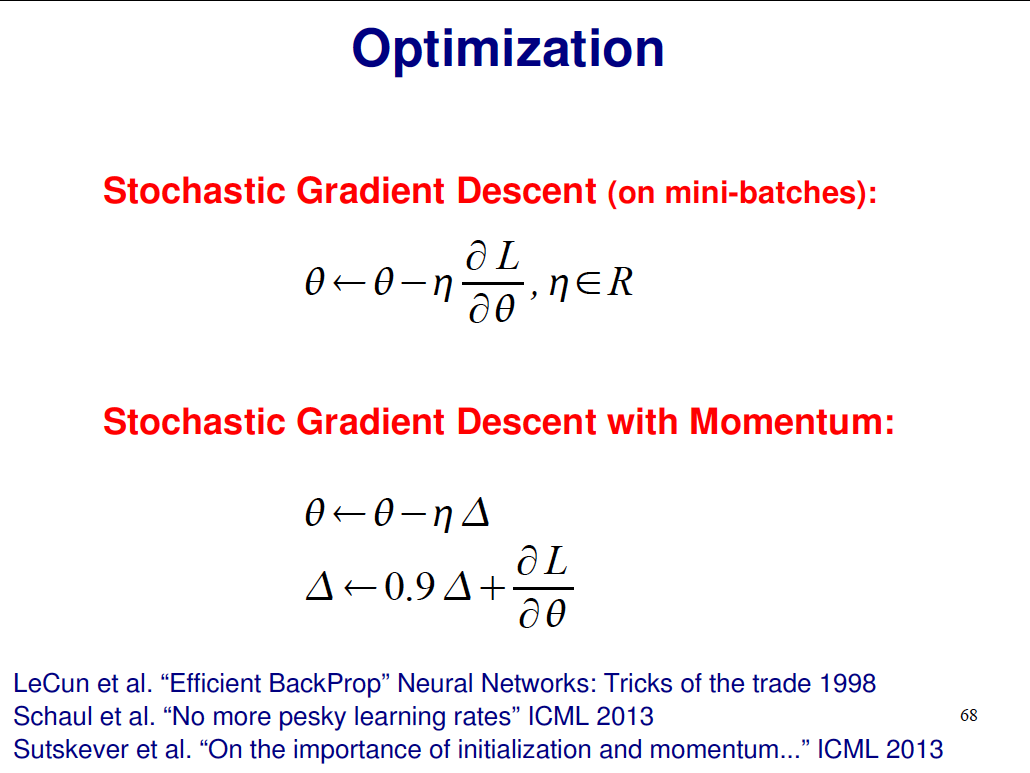 Optimization
Stochastic Gradient Descent (on mini-batches):
θ ← θ − η ∂L/∂θ , η ∈ R
Stochastic Gradient Descent with Momentum:
θ ← θ − η Δ
Δ ← 0.9 Δ + ∂L/∂θ
LeCun et al. “Efficient BackProp” Neural Networks: Tricks of the trade 1998
Schaul et al. “No more pesky learning rates” ICML 2013
68
Sutskever et al. “On the importance of initialization and momentum...” ICML 2013